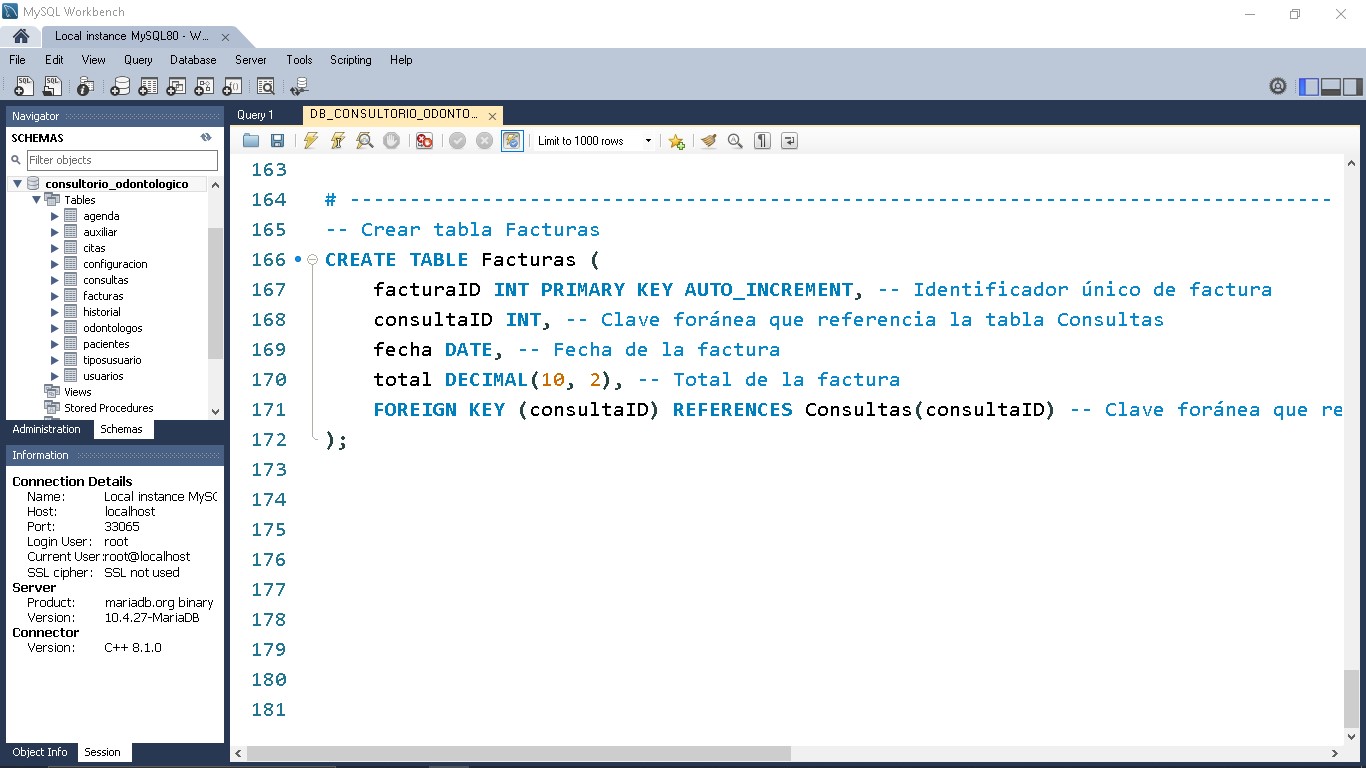 MySQL Workbench
Local instance MySQL80 - W...
File Edit View Query Database Server Tools Scripting Help
Navigator
SCHEMAS
Filter objects
consultorio_odontologico
Tables
agenda
auxiliar
citas
configuracion
consultas
facturas
historial
odontologos
pacientes
tiposusuario
usuarios
Views
Stored Procedures
Administration Schemas
Information
Connection Details
Name: Local instance MySQ
Host: localhost
Port: 33065
Login User: root
Current User: root@localhost
SSL cipher: SSL not used
Server
Product: mariadb.org binary
Version: 10.4.27-MariaDB
Connector
Version: C++ 8.1.0
Object Info Session
Query 1 DB_CONSULTORIO_ODONTO...
Limit to 1000 rows
163
164 # ----------------------------------------------------------------------------------
165 -- Crear tabla Facturas
166 CREATE TABLE Facturas (
167 facturaID INT PRIMARY KEY AUTO_INCREMENT, -- Identificador único de factura
168 consultaID INT, -- Clave foránea que referencia la tabla Consultas
169 fecha DATE, -- Fecha de la factura
170 total DECIMAL(10, 2), -- Total de la factura
171 FOREIGN KEY (consultaID) REFERENCES Consultas(consultaID) -- Clave foránea que re
172 );
173
174
175
176
177
178
179
180
181